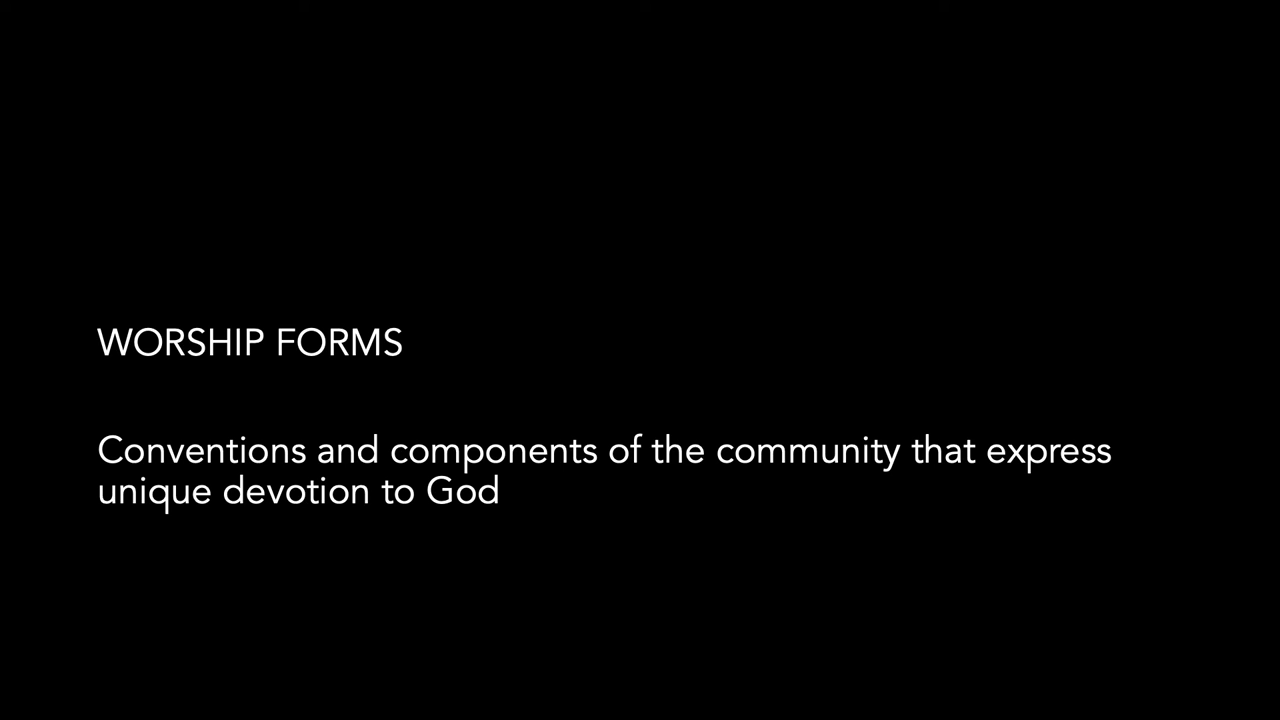 WORSHIP FORMS
Conventions and components of the community that express
unique devotion to God